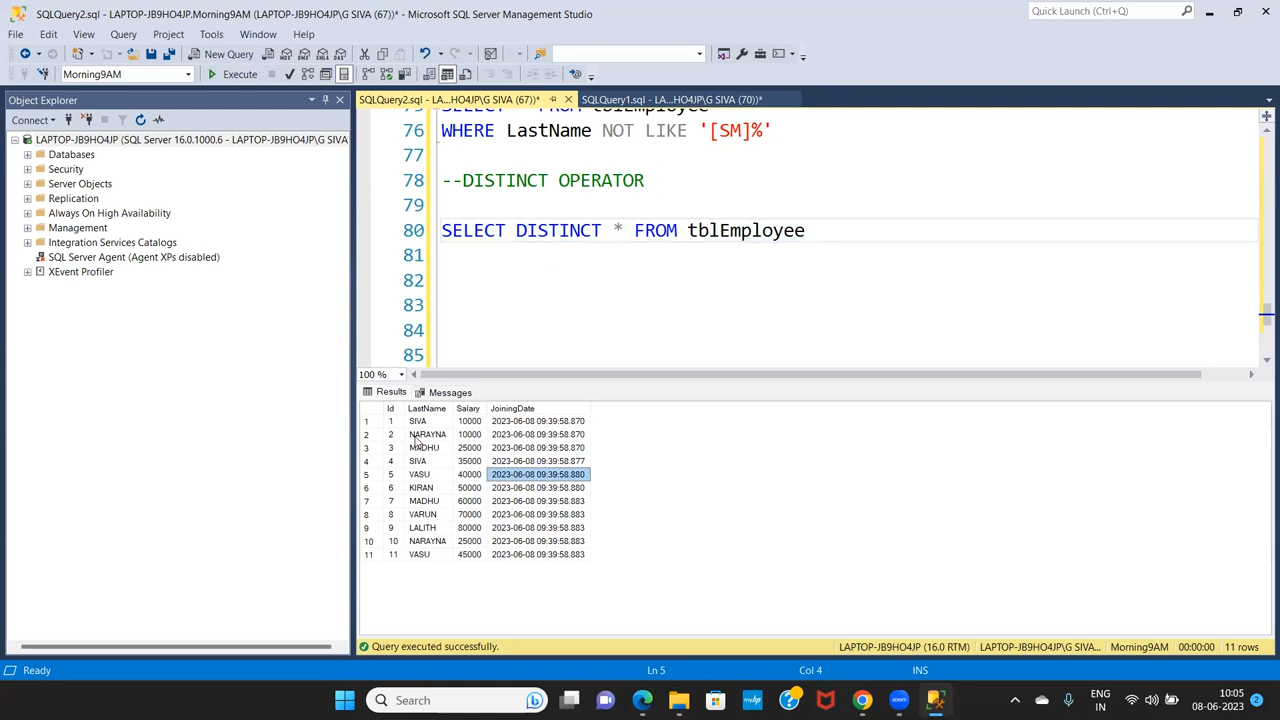 SQLQuery2.sql - LAPTOP-JB9HO4JP.Morning9AM (LAPTOP-JB9HO4JP\G SIVA (67))* - Microsoft SQL Server Management Studio
Quick Launch (Ctrl+Q)
File Edit View Query Project Tools Window Help
New Query
MDX DMX XMLA DAX
Morning9AM Execute
Object Explorer
SQLQuery2.sql - LA...HO4JP\G SIVA (67))* SQLQuery1.sql - LA...HO4JP\G SIVA (70))*
Connect
LAPTOP-JB9HO4JP (SQL Server 16.0.1000.6 - LAPTOP-JB9HO4JP\G SIVA
Databases
Security
Server Objects
Replication
Always On High Availability
Management
Integration Services Catalogs
SQL Server Agent (Agent XPs disabled)
XEvent Profiler
75 SELECT * FROM tblEmployee
76 WHERE LastName NOT LIKE '[SM]%'
77
78 --DISTINCT OPERATOR
79
80 SELECT DISTINCT * FROM tblEmployee
81
82
83
84
85
100 %
Results Messages
Id LastName Salary JoiningDate
1 1 SIVA 10000 2023-06-08 09:39:58.870
2 2 NARAYNA 10000 2023-06-08 09:39:58.870
3 3 MADHU 25000 2023-06-08 09:39:58.870
4 4 SIVA 35000 2023-06-08 09:39:58.877
5 5 VASU 40000 2023-06-08 09:39:58.880
6 6 KIRAN 50000 2023-06-08 09:39:58.880
7 7 MADHU 60000 2023-06-08 09:39:58.883
8 8 VARUN 70000 2023-06-08 09:39:58.883
9 9 LALITH 80000 2023-06-08 09:39:58.883
10 10 NARAYNA 25000 2023-06-08 09:39:58.883
11 11 VASU 45000 2023-06-08 09:39:58.883
Query executed successfully. LAPTOP-JB9HO4JP (16.0 RTM) LAPTOP-JB9HO4JP\G SIVA... Morning9AM 00:00:00 11 rows
Ready Ln 5 Col 4 INS
Search
myhp
zoom
ENG
IN
10:05
08-06-2023
2